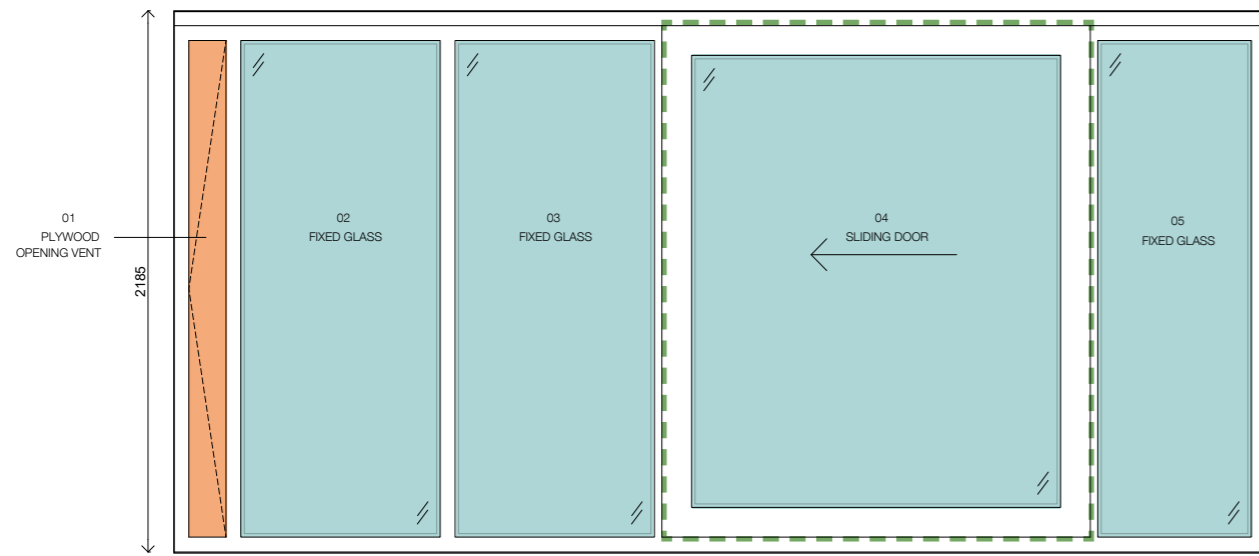 01
PLYWOOD
OPENING VENT
2185
02
FIXED GLASS
03
FIXED GLASS
04
SLIDING DOOR
05
FIXED GLASS